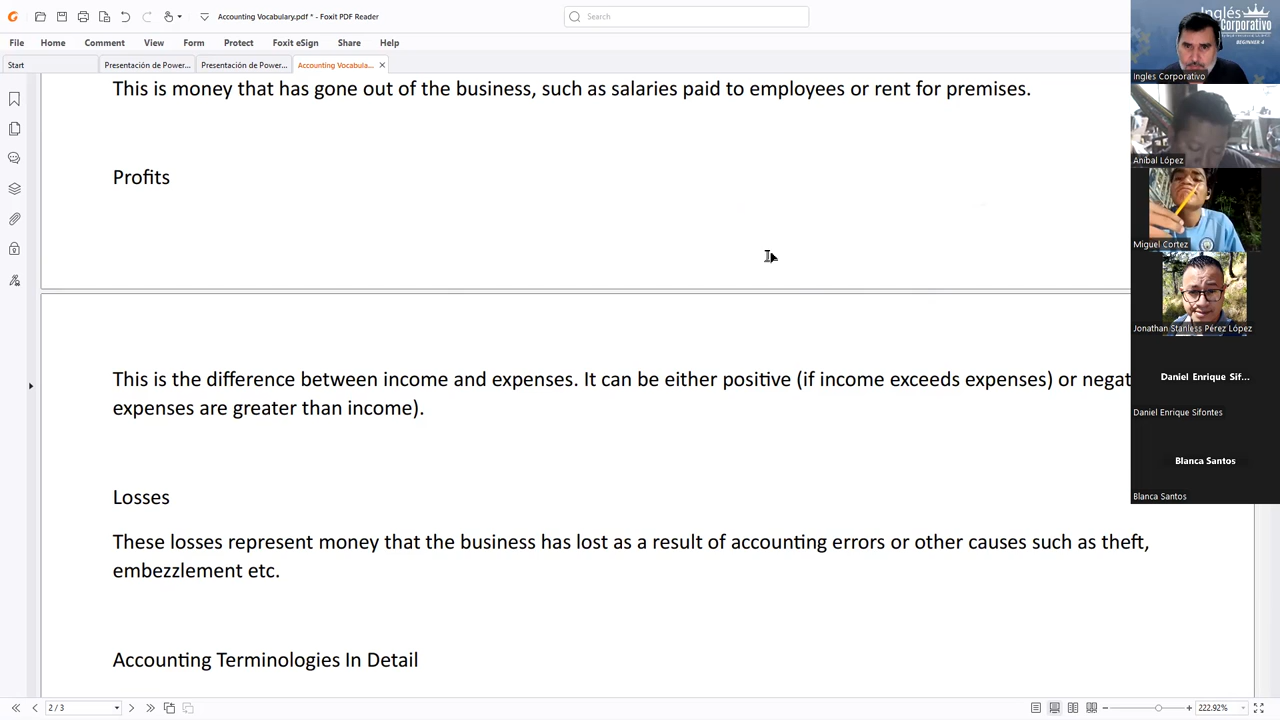 Accounting Vocabulary.pdf * - Foxit PDF Reader
Search
File Home Comment View Form Protect Foxit eSign Share Help
Start
Presentación de Power...
Presentación de Power...
Accounting Vocabula...
This is money that has gone out of the business, such as salaries paid to employees or rent for premises.
Profits
This is the difference between income and expenses. It can be either positive (if income exceeds expenses) or negat
expenses are greater than income).
Losses
These losses represent money that the business has lost as a result of accounting errors or other causes such as theft,
embezzlement etc.
Accounting Terminologies In Detail
2 / 3
222.92%
Inglés
Corporativo
BEGINNER 4
Ingles Corporativo
Aníbal López
Miguel Cortez
Jonathan Stanless Pérez López
Daniel Enrique Sif...
Daniel Enrique Sifontes
Blanca Santos
Blanca Santos